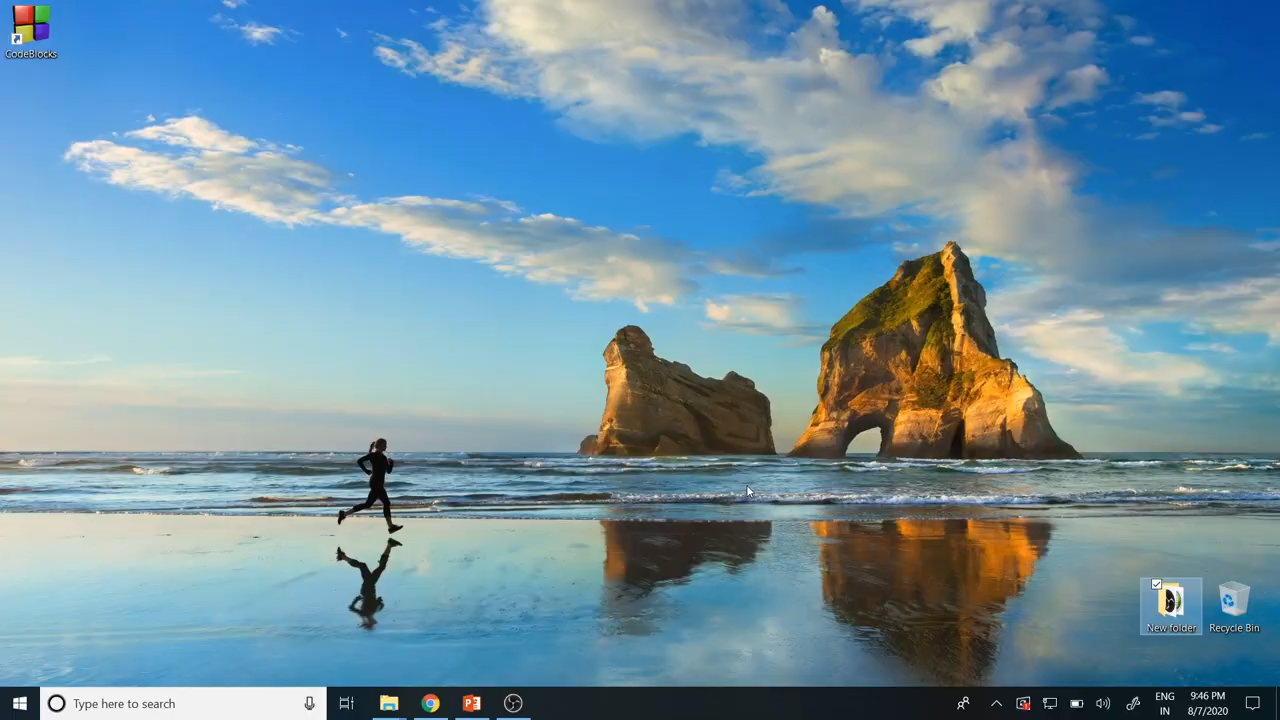 CodeBlocks
New folder
Recycle Bin
Type here to search
ENG
IN
9:46 PM
8/7/2020